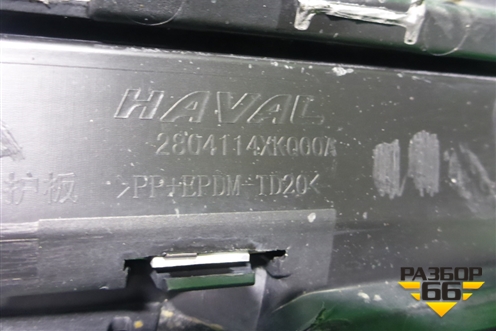 HAVAL
2804114XKQ00A
护板
>PP+EPDM-TD20<
РАЗБОР
66